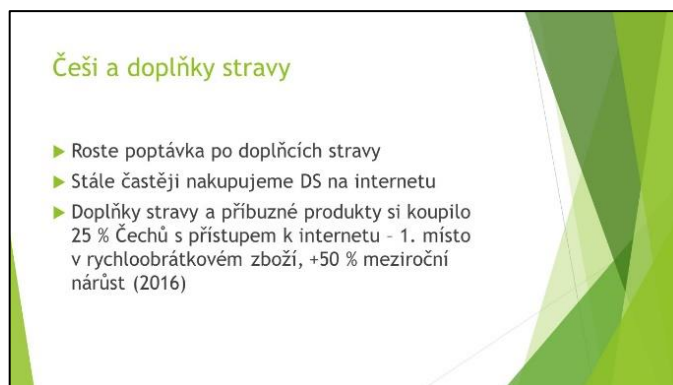 Češi a doplňky stravy
▶ Roste poptávka po doplňcích stravy
▶ Stále častěji nakupujeme DS na internetu
▶ Doplňky stravy a příbuzné produkty si koupilo
25 % Čechů s přístupem k internetu – 1. místo
v rychloobrátkovém zboží, +50 % meziroční
nárůst (2016)